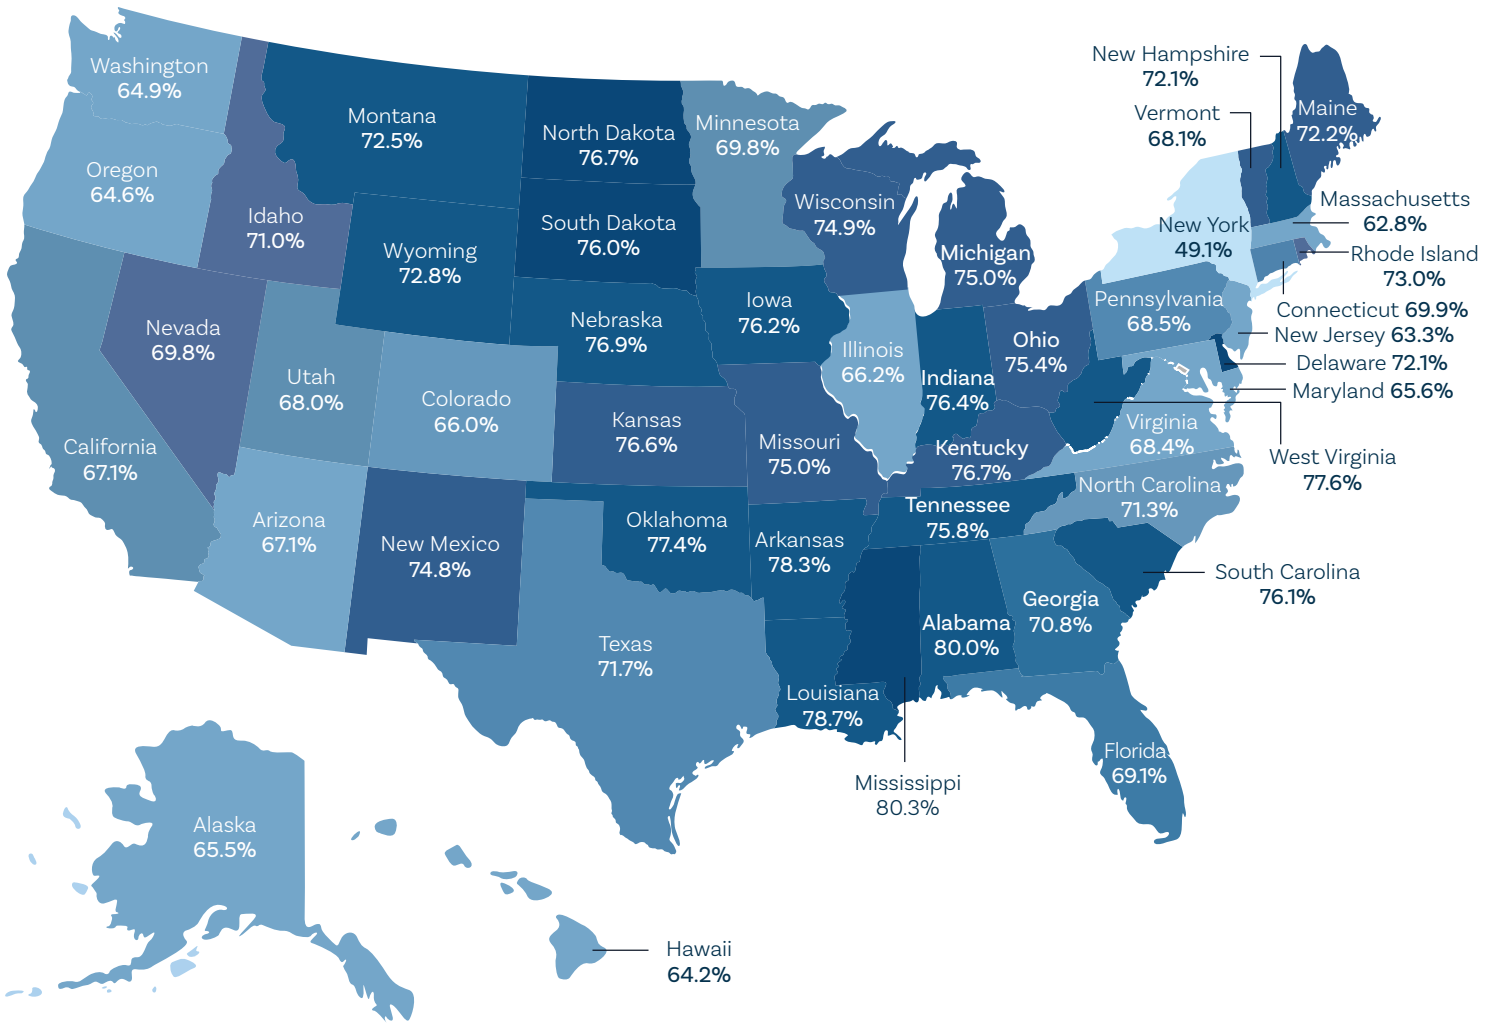 Washington
64.9%
Oregon
64.6%
California
67.1%
Nevada
69.8%
Idaho
71.0%
Montana
72.5%
Wyoming
72.8%
Utah
68.0%
Colorado
66.0%
Arizona
67.1%
New Mexico
74.8%
North Dakota
76.7%
South Dakota
76.0%
Nebraska
76.9%
Kansas
76.6%
Oklahoma
77.4%
Texas
71.7%
Minnesota
69.8%
Iowa
76.2%
Missouri
75.0%
Arkansas
78.3%
Louisiana
78.7%
Wisconsin
74.9%
Illinois
66.2%
Michigan
75.0%
Indiana
76.4%
Ohio
75.4%
Kentucky
76.7%
Tennessee
75.8%
Mississippi
80.3%
Alabama
80.0%
Georgia
70.8%
Florida
69.1%
South Carolina
76.1%
North Carolina
71.3%
Virginia
68.4%
West Virginia
77.6%
Pennsylvania
68.5%
New York
49.1%
New Hampshire
72.1%
Vermont
68.1%
Maine
72.2%
Massachusetts
62.8%
Rhode Island
73.0%
Connecticut 69.9%
New Jersey 63.3%
Delaware 72.1%
Maryland 65.6%
Alaska
65.5%
Hawaii
64.2%